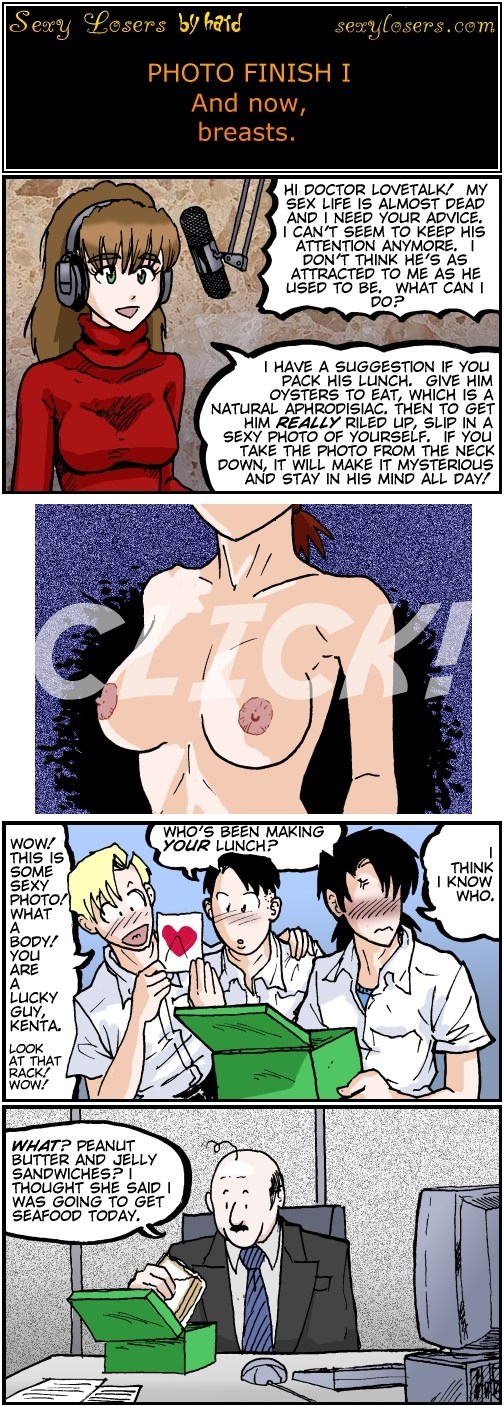 Sexy Losers by hard
sexylosers.com
PHOTO FINISH I
And now,
breasts.
HI DOCTOR LOVETALK! MY
SEX LIFE IS ALMOST DEAD
AND I NEED YOUR ADVICE.
I CAN'T SEEM TO KEEP HIS
ATTENTION ANYMORE. I
DON'T THINK HE'S AS
ATTRACTED TO ME AS HE
USED TO BE. WHAT CAN I
DO?
I HAVE A SUGGESTION IF YOU
PACK HIS LUNCH. GIVE HIM
OYSTERS TO EAT, WHICH IS A
NATURAL APHRODISIAC. THEN TO GET
HIM REALLY RILED UP, SLIP IN A
SEXY PHOTO OF YOURSELF. IF YOU
TAKE THE PHOTO FROM THE NECK
DOWN, IT WILL MAKE IT MYSTERIOUS
AND STAY IN HIS MIND ALL DAY!
CLICK!
WOW!
THIS IS
SOME
SEXY
PHOTO!
WHAT
A
BODY!
YOU
ARE
A
LUCKY
GUY,
KENTA.
LOOK
AT THAT
RACK!
WOW!
WHO'S BEEN MAKING
YOUR LUNCH?
I
THINK
I KNOW
WHO.
WHAT? PEANUT
BUTTER AND JELLY
SANDWICHES? I
THOUGHT SHE SAID I
WAS GOING TO GET
SEAFOOD TODAY.